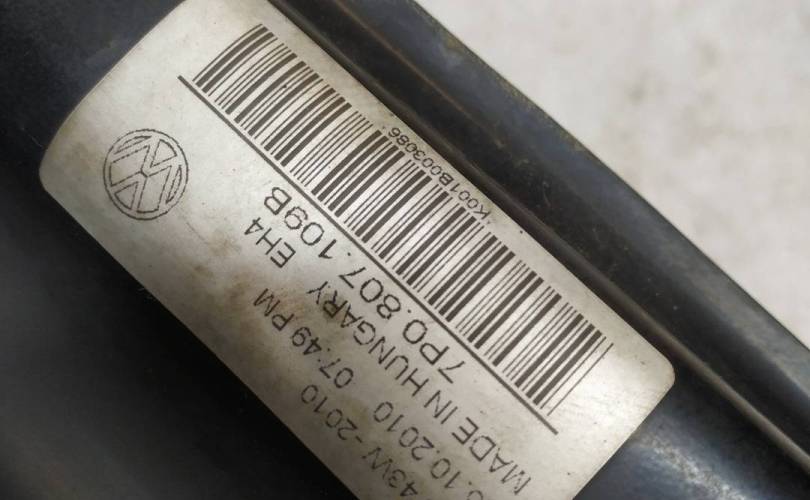 K001B003086
7P0.807.109B
MADE IN HUNGARY EH4
.10.2010 07:49 PM
43W -2010